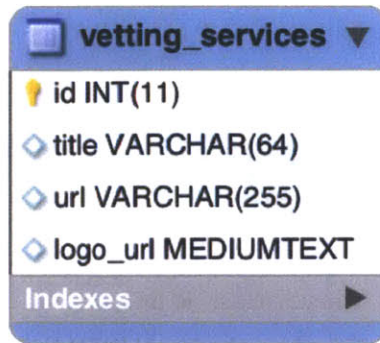 vetting_services
id INT(11)
title VARCHAR(64)
url VARCHAR(255)
logo_url MEDIUMTEXT
Indexes